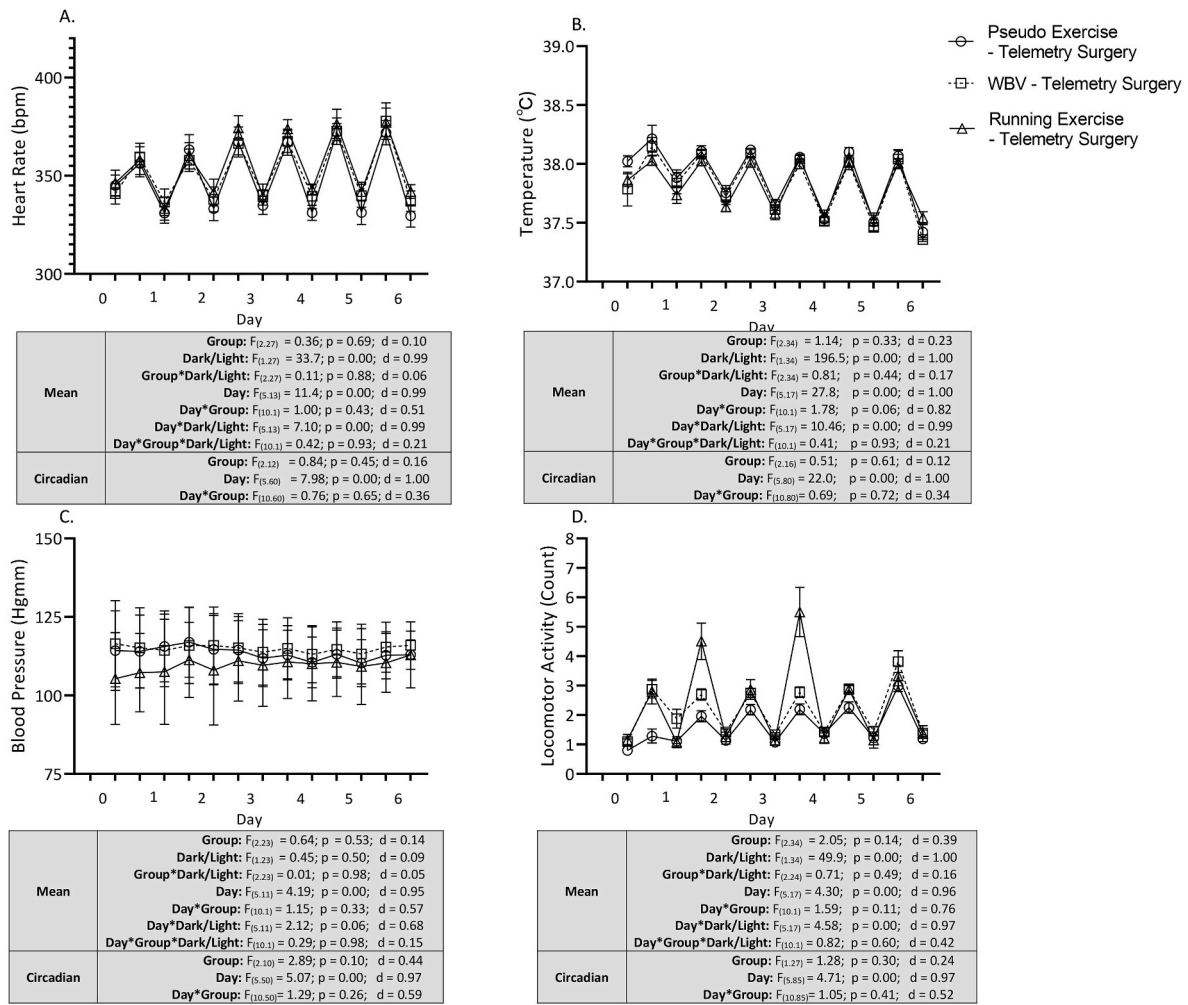 A.
400
350
300
Heart Rate (bpm)
0 1 2 3 4 5 6
Day
Mean
Group: F(2.27) = 0.36; p = 0.69; d = 0.10
Dark/Light: F(1.27) = 33.7; p = 0.00; d = 0.99
Group*Dark/Light: F(2.27) = 0.11; p = 0.88; d = 0.06
Day: F(5.13) = 11.4; p = 0.00; d = 0.99
Day*Group: F(10.1) = 1.00; p = 0.43; d = 0.51
Day*Dark/Light: F(5.13) = 7.10; p = 0.00; d = 0.99
Day*Group*Dark/Light: F(10.1) = 0.42; p = 0.93; d = 0.21
Circadian
Group: F(2.12) = 0.84; p = 0.45; d = 0.16
Day: F(5.60) = 7.98; p = 0.00; d = 1.00
Day*Group: F(10.60) = 0.76; p = 0.65; d = 0.36
B.
39.0
38.5
38.0
37.5
37.0
Temperature (°C)
0 1 2 3 4 5 6
Day
Pseudo Exercise
- Telemetry Surgery
WBV - Telemetry Surgery
Running Exercise
- Telemetry Surgery
Mean
Group: F(2.34) = 1.14; p = 0.33; d = 0.23
Dark/Light: F(1.34) = 196.5; p = 0.00; d = 1.00
Group*Dark/Light: F(2.34) = 0.81; p = 0.44; d = 0.17
Day: F(5.17) = 27.8; p = 0.00; d = 1.00
Day*Group: F(10.1) = 1.78; p = 0.06; d = 0.82
Day*Dark/Light: F(5.17) = 10.46; p = 0.00; d = 0.99
Day*Group*Dark/Light: F(10.1) = 0.41; p = 0.93; d = 0.21
Circadian
Group: F(2.16) = 0.51; p = 0.61; d = 0.12
Day: F(5.80) = 22.0; p = 0.00; d = 1.00
Day*Group: F(10.80)= 0.69; p = 0.72; d = 0.34
C.
150
125
100
75
Blood Pressure (Hgmm)
0 1 2 3 4 5 6
Day
Mean
Group: F(2.23) = 0.64; p = 0.53; d = 0.14
Dark/Light: F(1.23) = 0.45; p = 0.50; d = 0.09
Group*Dark/Light: F(2.23) = 0.01; p = 0.98; d = 0.05
Day: F(5.11) = 4.19; p = 0.00; d = 0.95
Day*Group: F(10.1) = 1.15; p = 0.33; d = 0.57
Day*Dark/Light: F(5.11) = 2.12; p = 0.06; d = 0.68
Day*Group*Dark/Light: F(10.1) = 0.29; p = 0.98; d = 0.15
Circadian
Group: F(2.10) = 2.89; p = 0.10; d = 0.44
Day: F(5.50) = 5.07; p = 0.00; d = 0.97
Day*Group: F(10.50) = 1.29; p = 0.26; d = 0.59
D.
8
7
6
5
4
3
2
1
0
Locomotor Activity (Count)
0 1 2 3 4 5 6
Day
Mean
Group: F(2.34) = 2.05; p = 0.14; d = 0.39
Dark/Light: F(1.34) = 49.9; p = 0.00; d = 1.00
Group*Dark/Light: F(2.24) = 0.71; p = 0.49; d = 0.16
Day: F(5.17) = 4.30; p = 0.00; d = 0.96
Day*Group: F(10.1) = 1.59; p = 0.11; d = 0.76
Day*Dark/Light: F(5.17) = 4.58; p = 0.00; d = 0.97
Day*Group*Dark/Light: F(10.1) = 0.82; p = 0.60; d = 0.42
Circadian
Group: F(1.27) = 1.28; p = 0.30; d = 0.24
Day: F(5.85) = 4.71; p = 0.00; d = 0.97
Day*Group: F(10.85)= 1.05; p = 0.41; d = 0.52